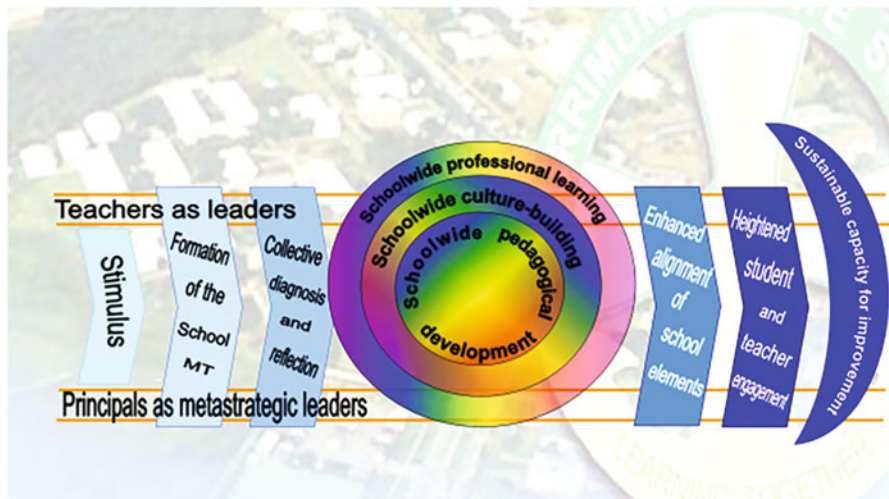 Teachers as leaders
Stimulus
Formation
of the
School
MT
Collective
diagnosis
and
reflection
Schoolwide professional learning
Schoolwide culture-building
Schoolwide pedagogical
development
Enhanced
alignment
of
school
elements
Heightened
student
and
teacher
engagement
Sustainable capacity for improvement
Principals as metastrategic leaders
LEARNING TOGETHER